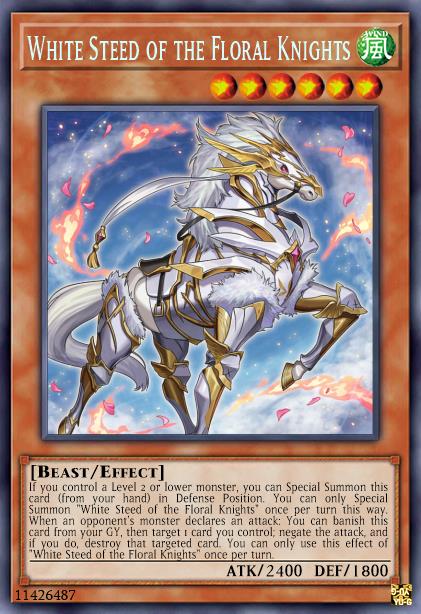 White Steed of the Floral Knights
WIND
風
[Beast/Effect]
If you control a Level 2 or lower monster, you can Special Summon this
card (from your hand) in Defense Position. You can only Special
Summon "White Steed of the Floral Knights" once per turn this way.
When an opponent's monster declares an attack: You can banish
this card from your GY, then target 1 card you control; negate the attack, and
if you do, destroy that targeted card. You can only use this effect of
"White Steed of the Floral Knights" once per turn.
ATK/2400 DEF/1800
11426487